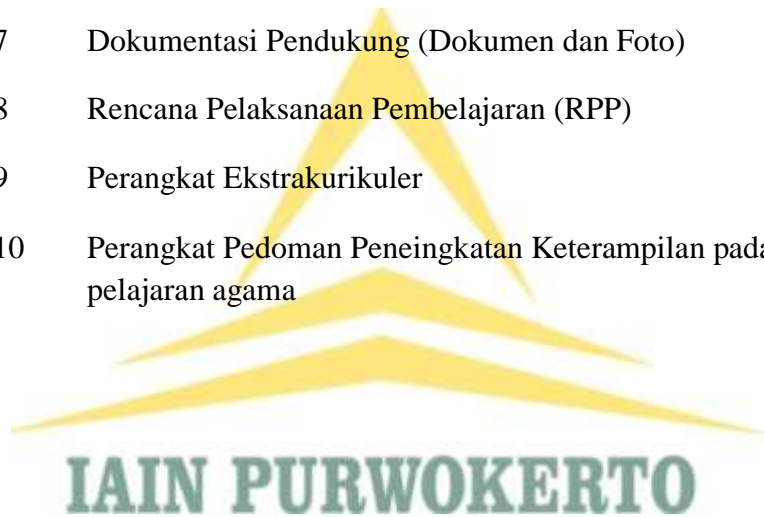 7 Dokumentasi Pendukung (Dokumen dan Foto)
8 Rencana Pelaksanaan Pembelajaran (RPP)
9 Perangkat Ekstrakurikuler
10 Perangkat Pedoman Peneingkatan Keterampilan pada
pelajaran agama
IAIN PURWOKERTO